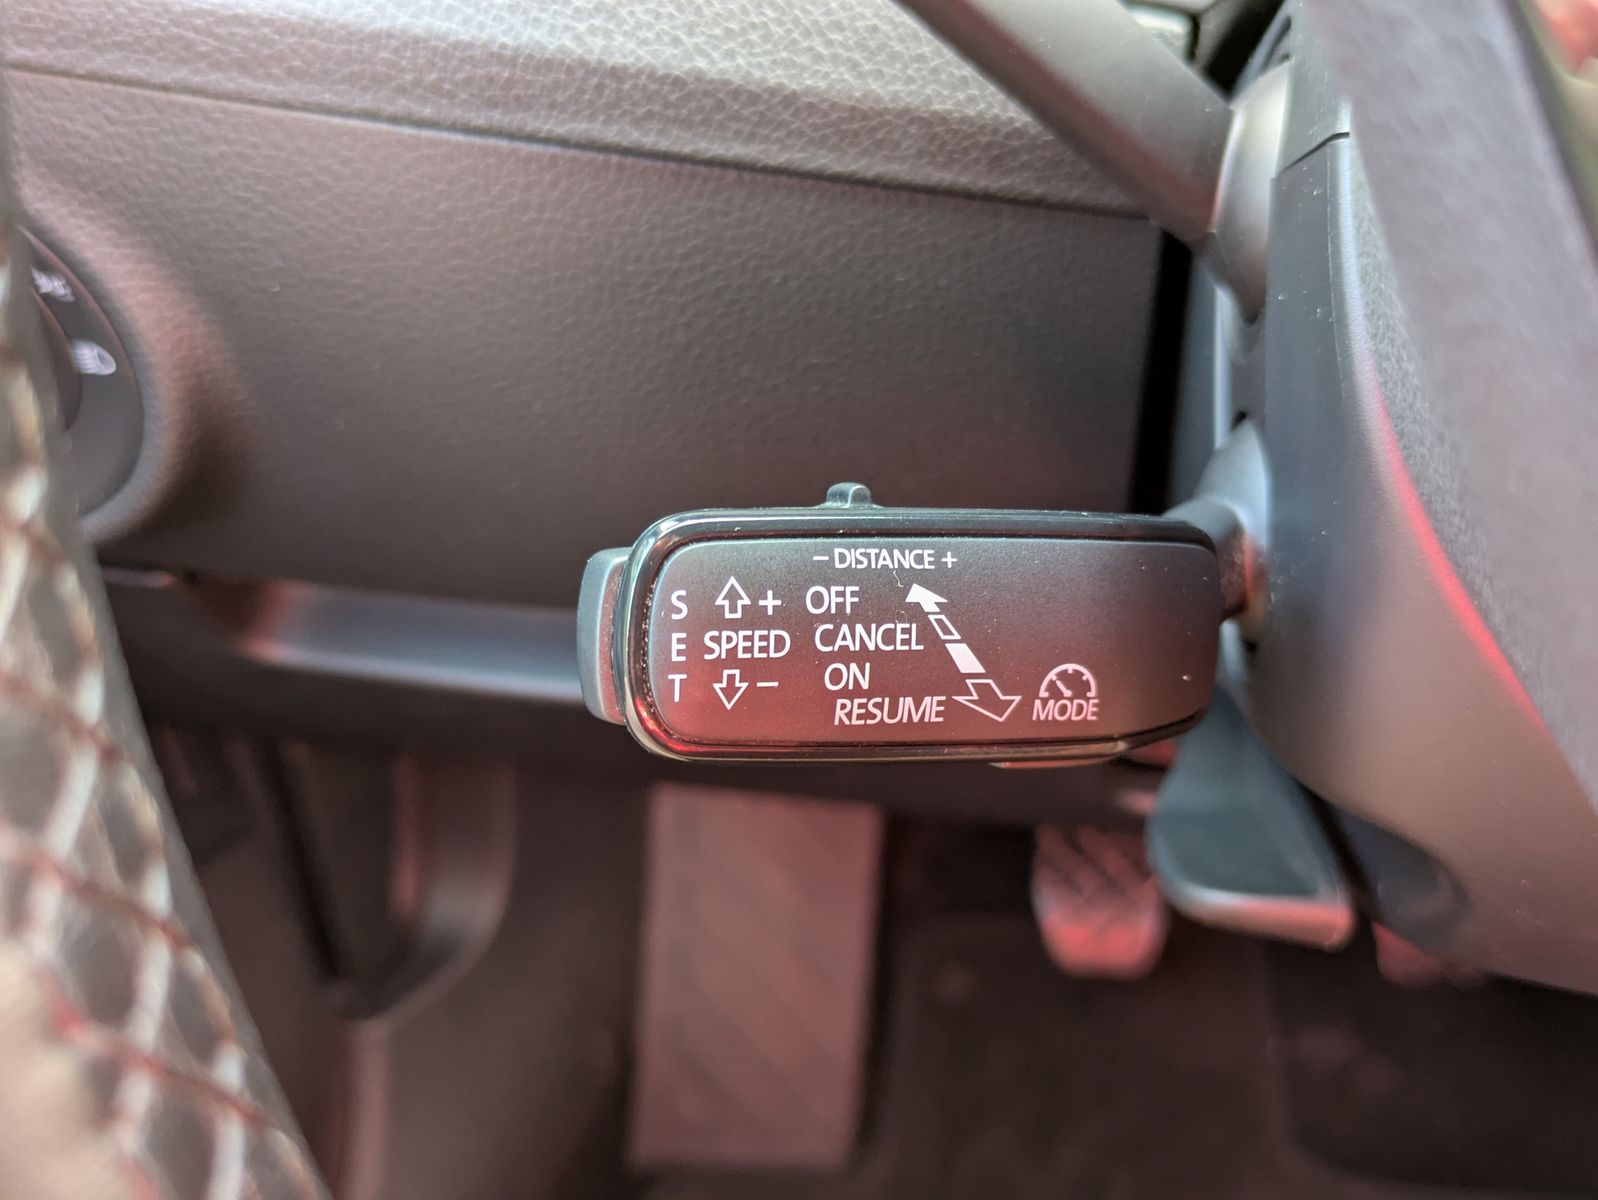 - DISTANCE +
S + OFF
E SPEED CANCEL
T - ON
RESUME MODE